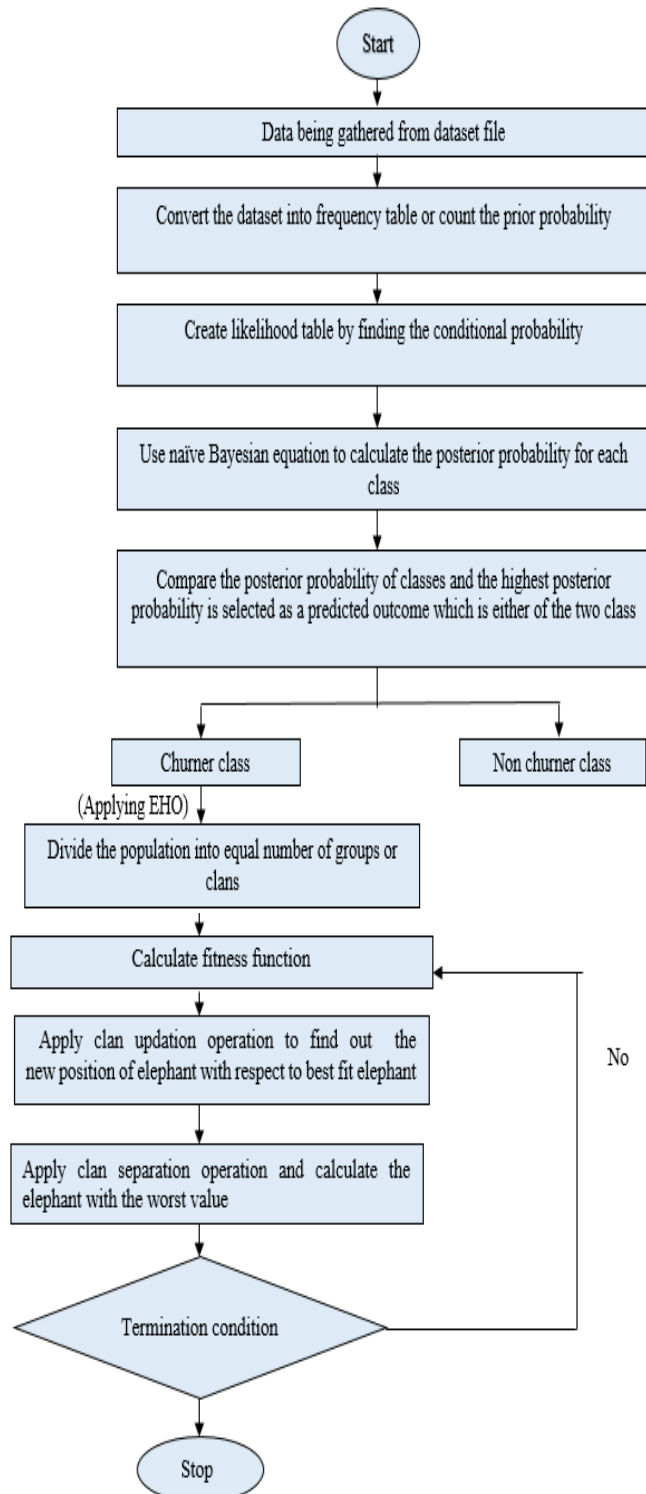 Start
Data being gathered from dataset file
Convert the dataset into frequency table or count the prior probability
Create likelihood table by finding the conditional probability
Use naïve Bayesian equation to calculate the posterior probability for each
class
Compare the posterior probability of classes and the highest posterior
probability is selected as a predicted outcome which is either of the two class
Churner class
Non churner class
(Applying EHO)
Divide the population into equal number of groups or
clans
Calculate fitness function
Apply clan updation operation to find out the
new position of elephant with respect to best fit elephant
No
Apply clan separation operation and calculate the
elephant with the worst value
Termination condition
Stop